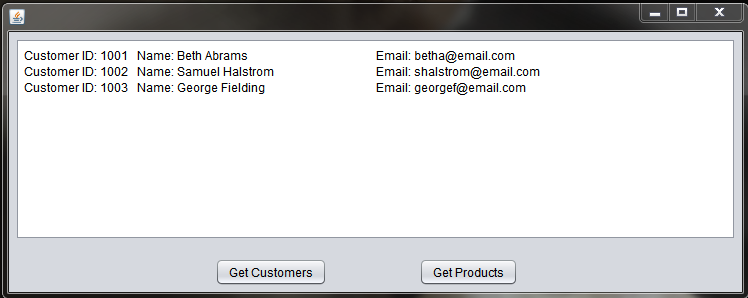 Customer ID: 1001 Name: Beth Abrams Email: betha@email.com
Customer ID: 1002 Name: Samuel Halstrom Email: shalstrom@email.com
Customer ID: 1003 Name: George Fielding Email: georgef@email.com
Get Customers Get Products